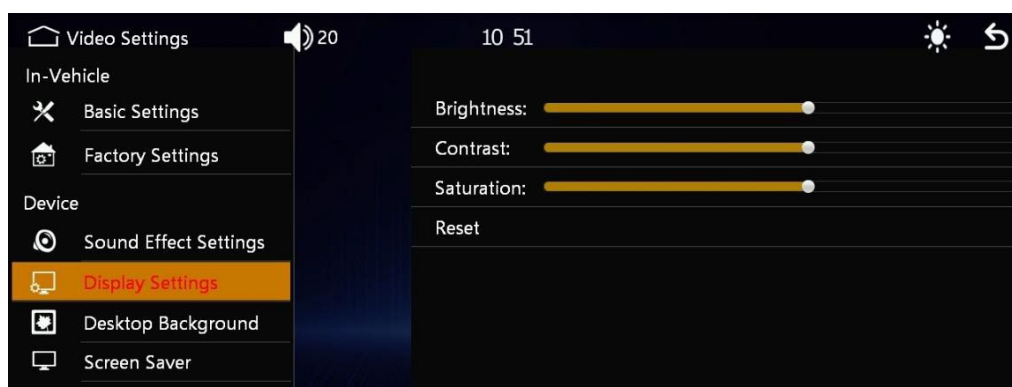 Video Settings 20 10 51
In-Vehicle
Basic Settings
Factory Settings
Device
Sound Effect Settings
Display Settings
Desktop Background
Screen Saver
Brightness:
Contrast:
Saturation:
Reset